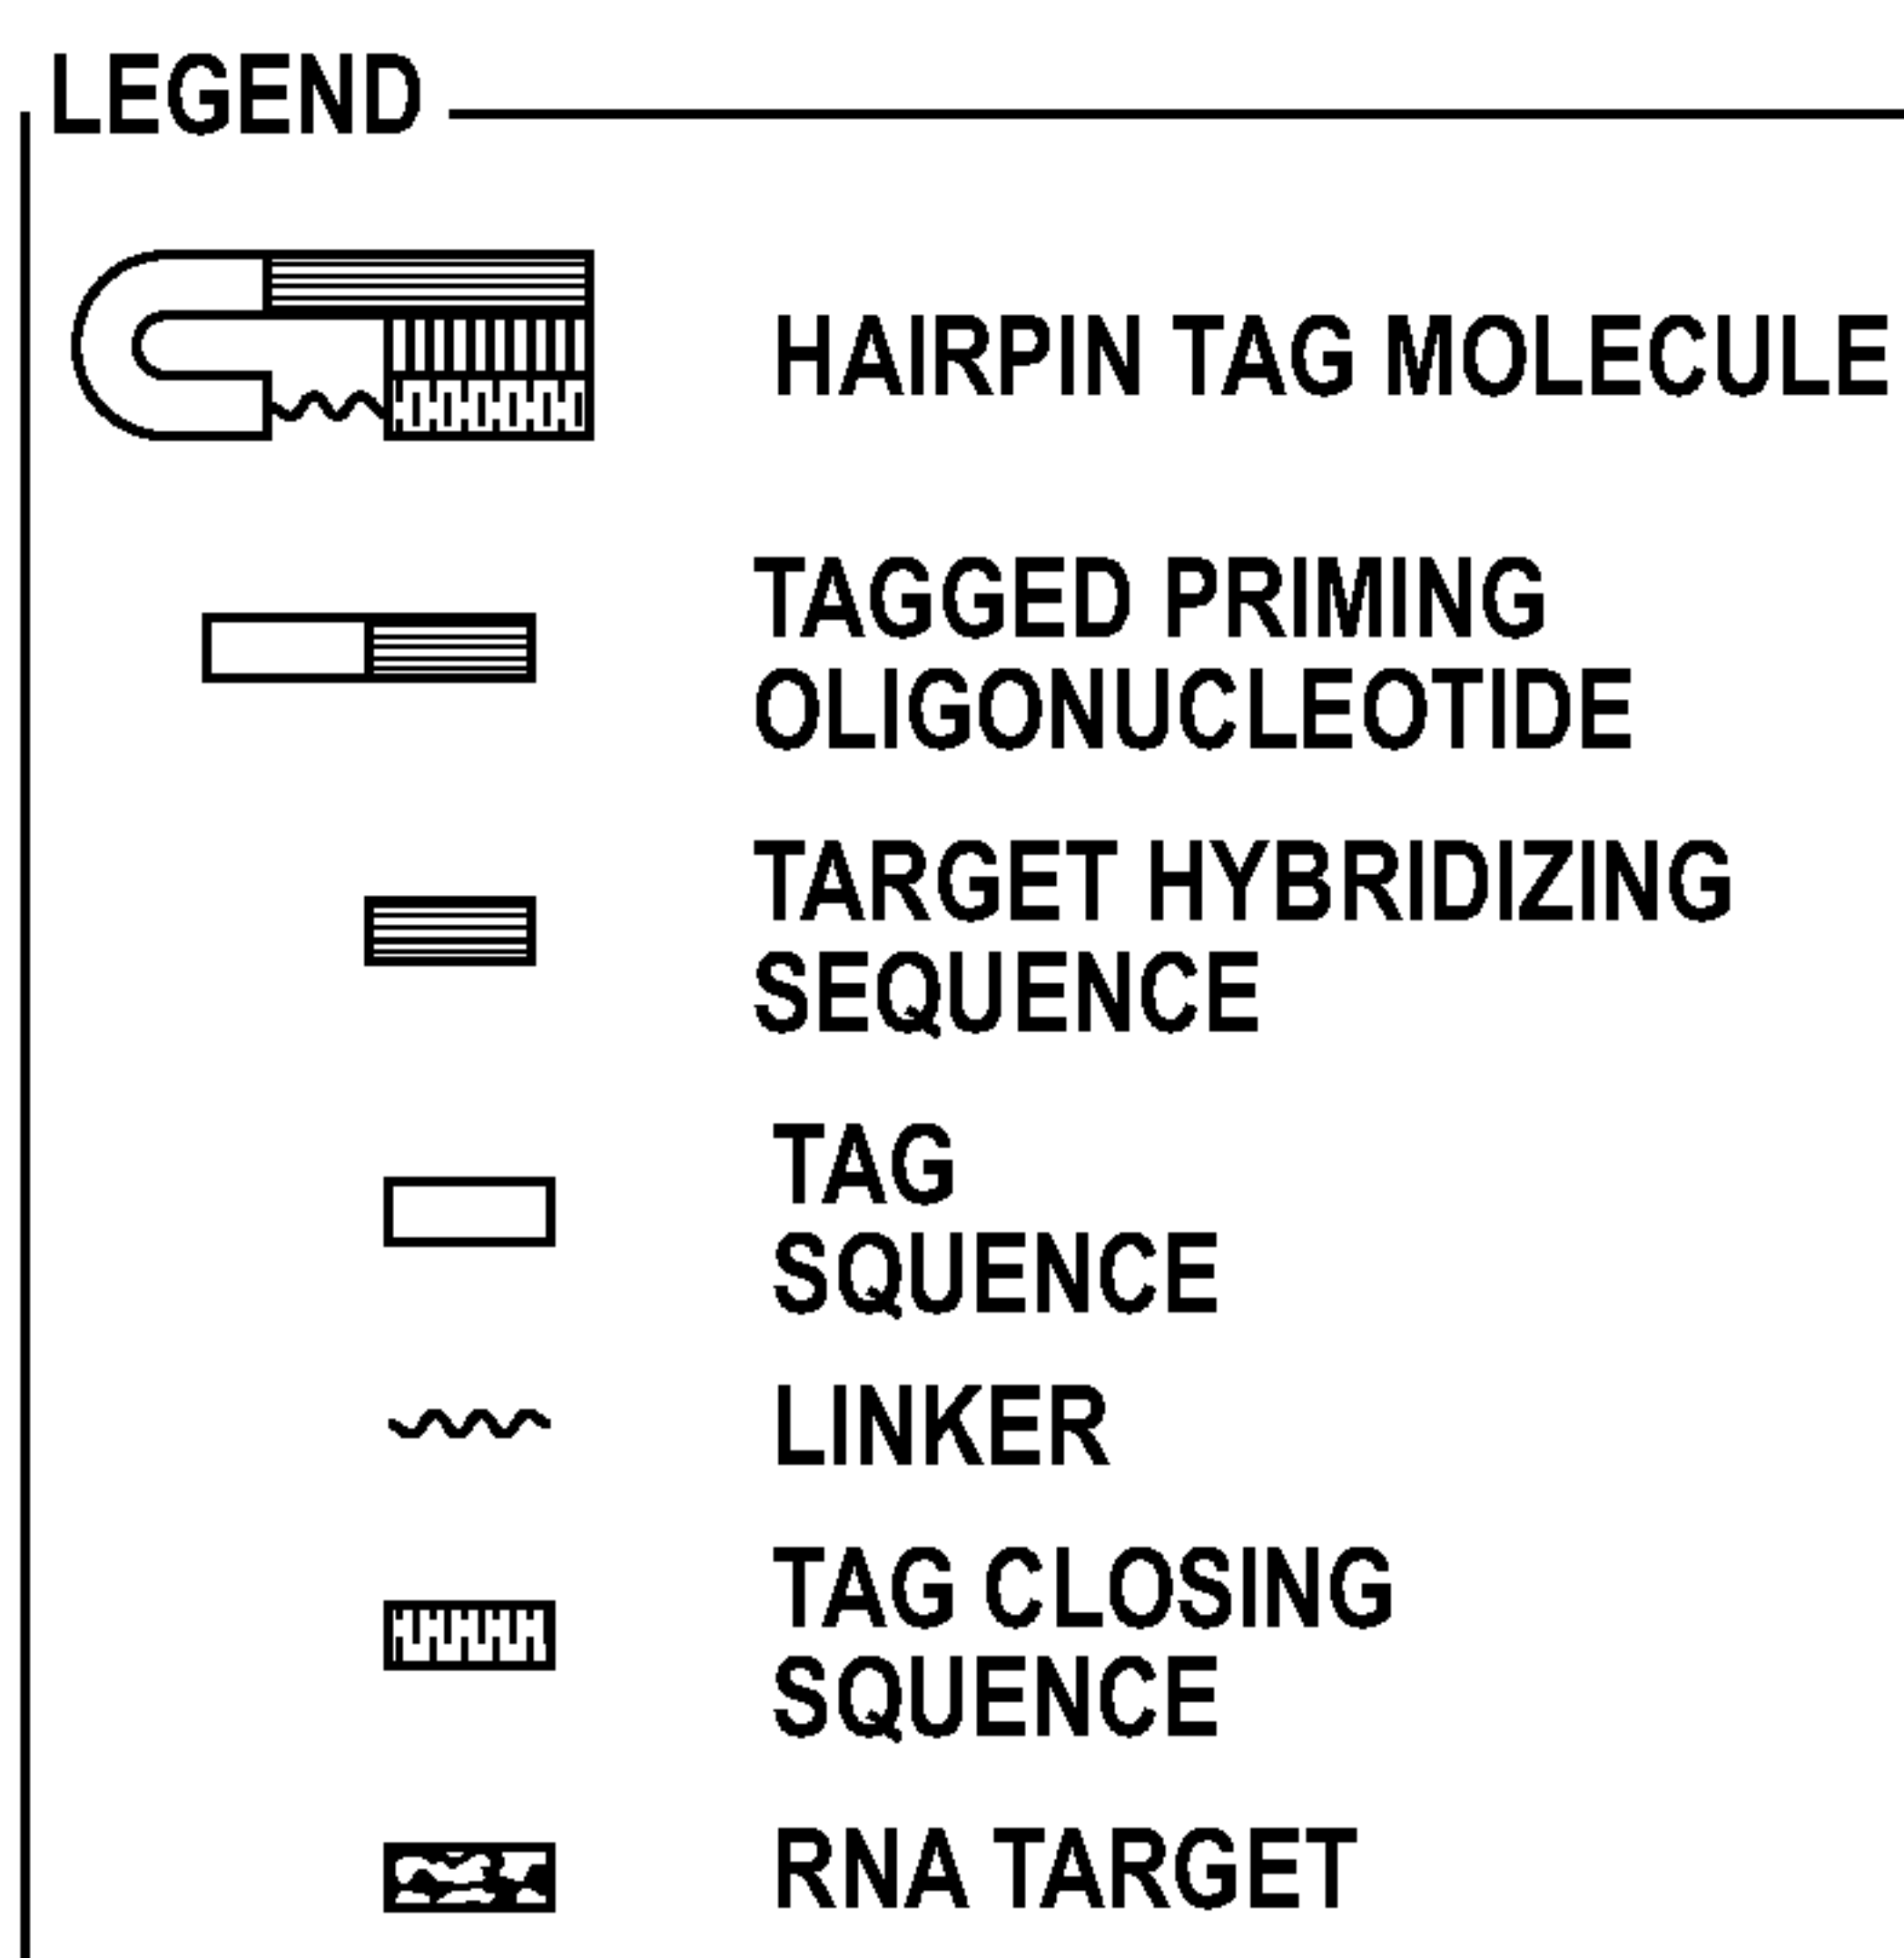 LEGEND
HAIRPIN TAG MOLECULE
TAGGED PRIMING
OLIGONUCLEOTIDE
TARGET HYBRIDIZING
SEQUENCE
TAG
SQUENCE
LINKER
TAG CLOSING
SQUENCE
RNA TARGET